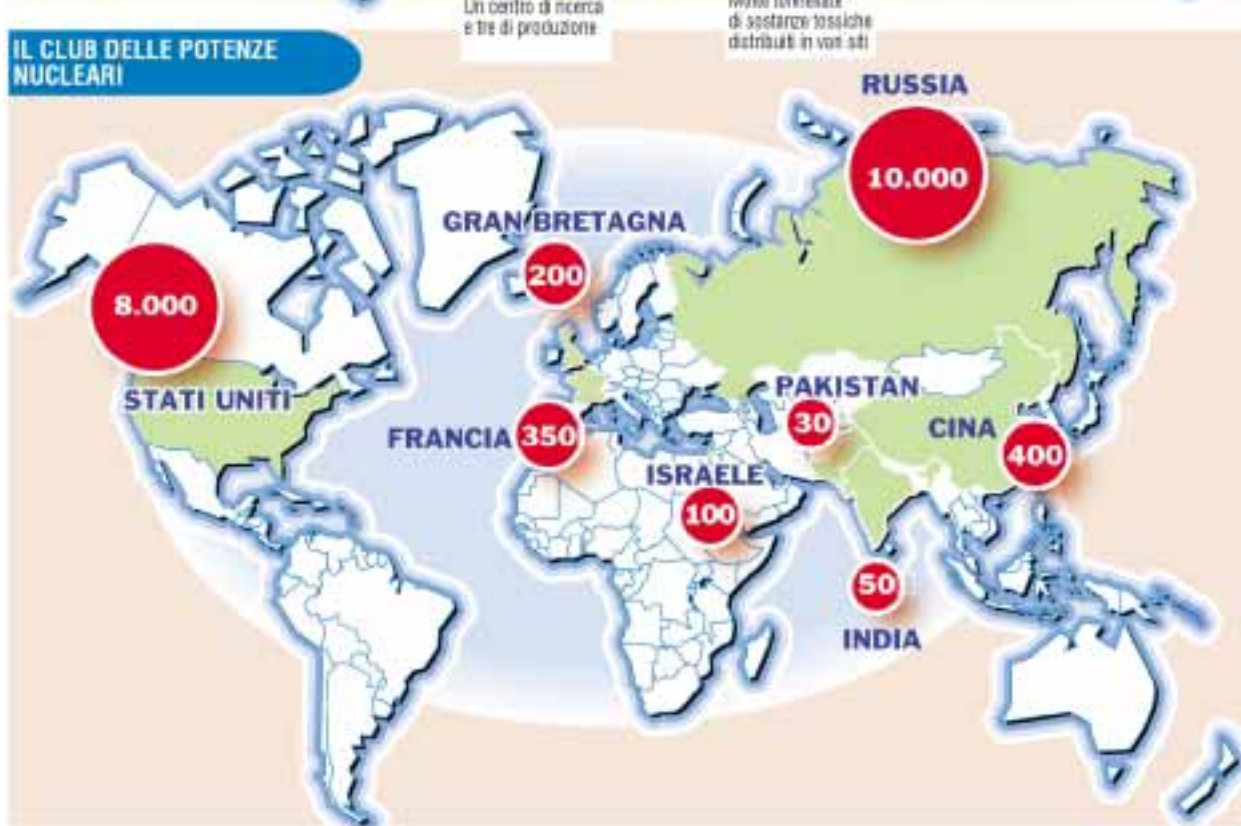 Un centro di ricerca
e tre di produzione
Molte tonnellate
di sostanze tossiche
distribuiti in vari siti
IL CLUB DELLE POTENZE
NUCLEARI
RUSSIA
10.000
GRAN BRETAGNA
200
8.000
STATI UNITI
PAKISTAN
30
FRANCIA 350
CINA
400
ISRAELE
100
50
INDIA